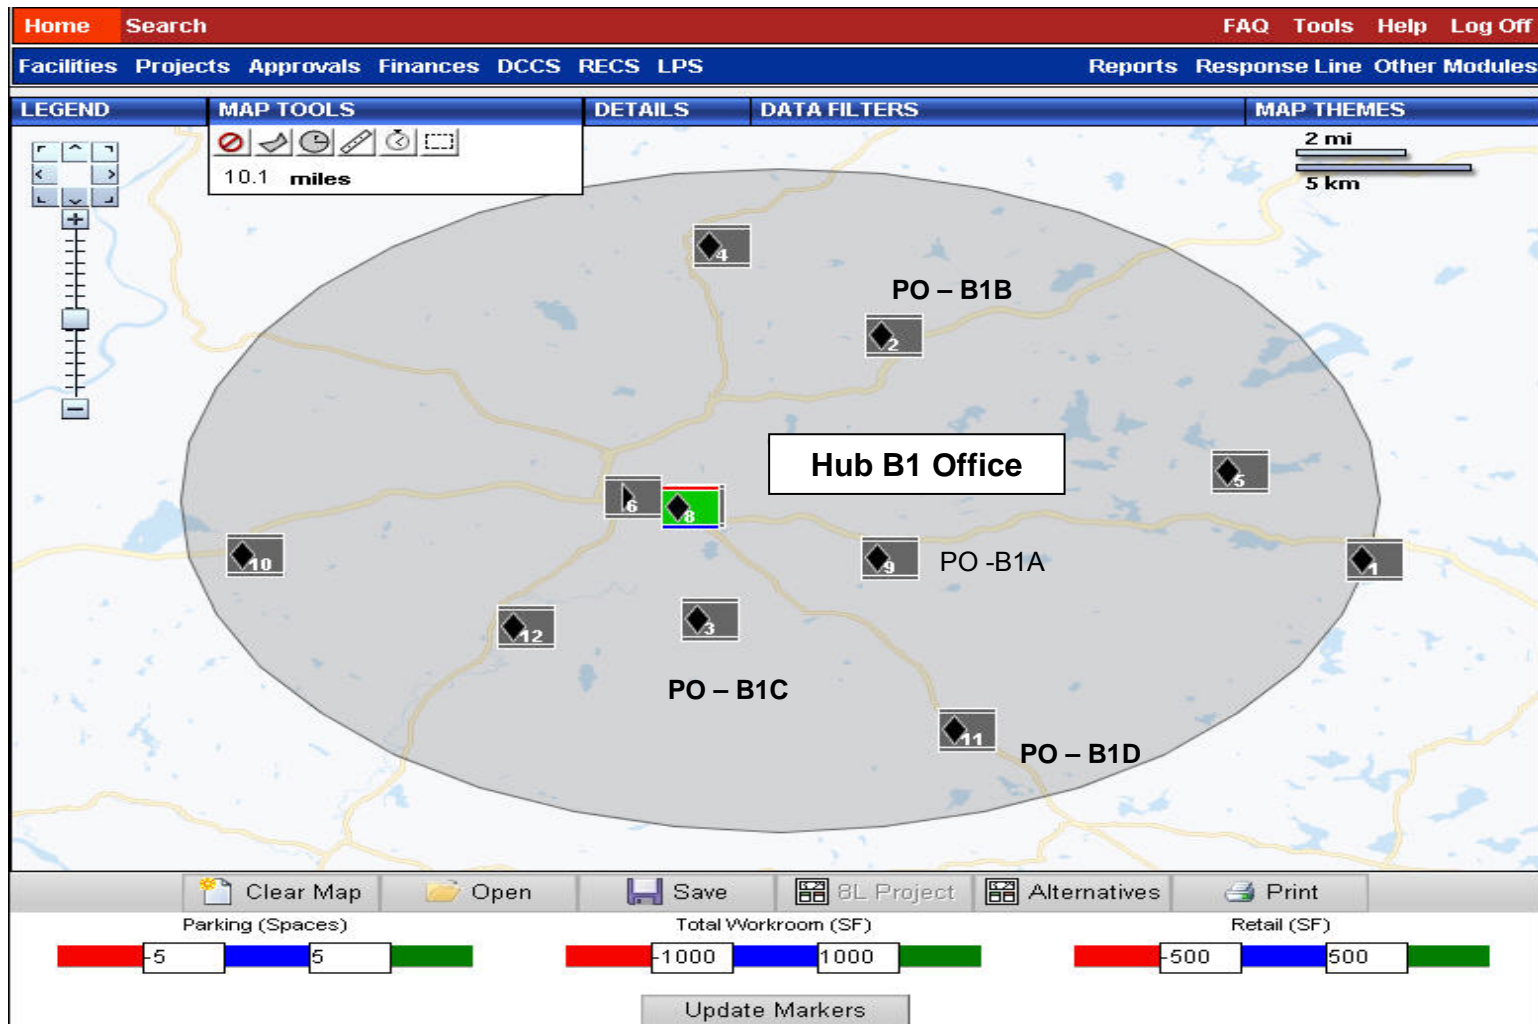 Home Search FAQ Tools Help Log Off
Facilities Projects Approvals Finances DCCS RECS LPS Reports Response Line Other Modules
LEGEND MAP TOOLS DETAILS DATA FILTERS MAP THEMES
10.1 miles
2 mi
5 km
4
PO – B1B
2
Hub B1 Office
5
6
8
10
9
PO -B1A
1
12
3
PO – B1C
11
PO – B1D
Clear Map Open Save 8L Project Alternatives Print
Parking (Spaces) Total Workroom (SF) Retail (SF)
-5 5 -1000 1000 -500 500
Update Markers